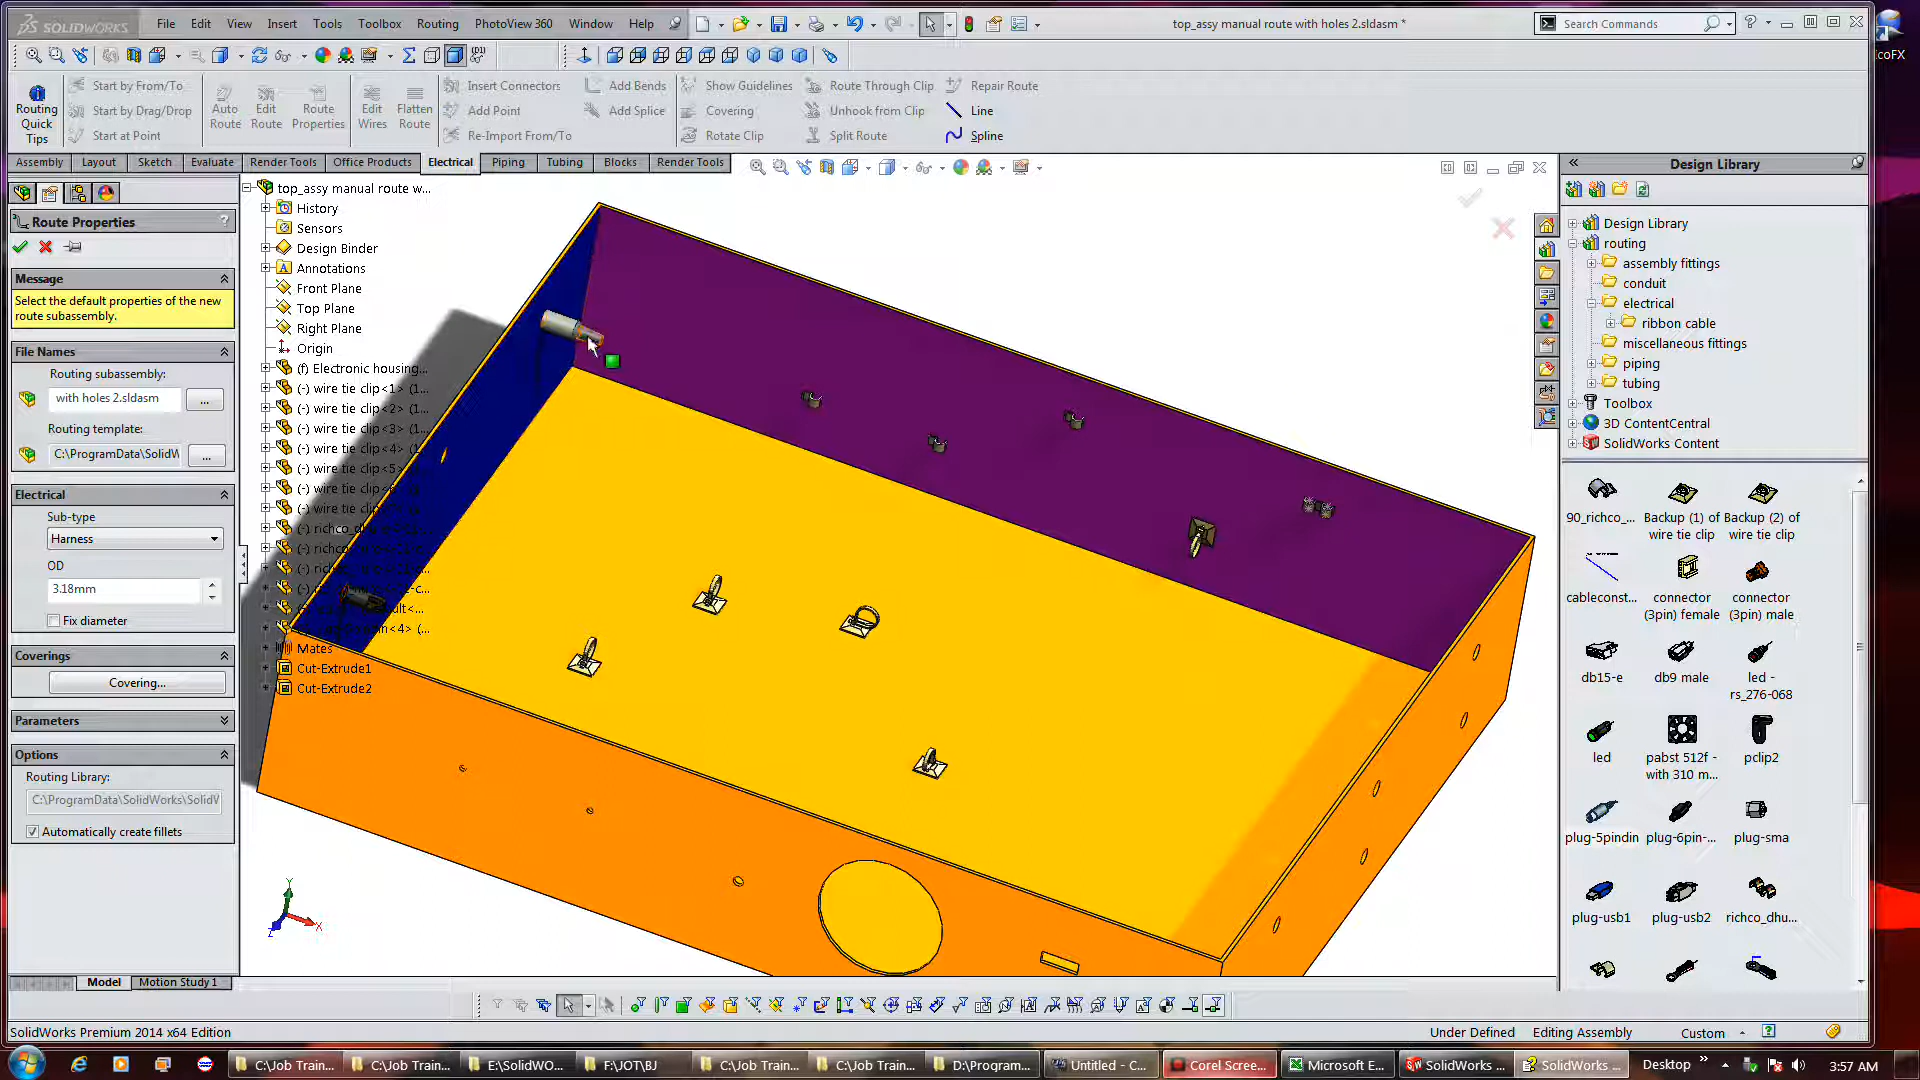 SOLIDWORKS
File Edit View Insert Tools Toolbox Routing PhotoView 360 Window Help
top_assy manual route with holes 2.sldasm *
Search Commands
coFX
Routing Quick Tips
Start by From/To
Start by Drag/Drop
Start at Point
Auto Route
Edit Route
Route Properties
Edit Wires
Flatten Route
Insert Connectors
Add Point
Re-Import From/To
Add Bends
Add Splice
Show Guidelines
Covering
Rotate Clip
Route Through Clip
Unhook from Clip
Split Route
Repair Route
Line
Spline
Assembly Layout Sketch Evaluate Render Tools Office Products Electrical Piping Tubing Blocks Render Tools
Route Properties
?
Message
Select the default properties of the new
route subassembly.
File Names
Routing subassembly:
with holes 2.sldasm
...
Routing template:
C:\ProgramData\SolidW
...
Electrical
Sub-type
Harness
OD
3.18mm
Fix diameter
Coverings
Covering...
Parameters
Options
Routing Library:
C:\ProgramData\SolidWorks\SolidW
Automatically create fillets
top_assy manual route w...
History
Sensors
Design Binder
Annotations
Front Plane
Top Plane
Right Plane
Origin
(f) Electronic housing...
(-) wire tie clip<1> (1...
(-) wire tie clip<2> (1...
(-) wire tie clip<3> (1...
(-) wire tie clip<4> (1...
(-) wire tie clip<5>
(-) wire tie clip
(-) wire tie clip
Mates
Cut-Extrude1
Cut-Extrude2
Y
X
Z
Design Library
Design Library
routing
assembly fittings
conduit
electrical
ribbon cable
miscellaneous fittings
piping
tubing
Toolbox
3D ContentCentral
SolidWorks Content
90_richco_...
Backup (1) of wire tie clip
Backup (2) of wire tie clip
cableconst...
connector (3pin) female
connector (3pin) male
db15-e
db9 male
led - rs_276-068
led
pabst 512f - with 310 m...
pclip2
plug-5pindin
plug-6pin-...
plug-sma
plug-usb1
plug-usb2
richco_dhu...
Model Motion Study 1
SolidWorks Premium 2014 x64 Edition
Under Defined Editing Assembly Custom
C:\Job Train...
C:\Job Train...
E:\SolidWO...
F:\JOT\BJ
C:\Job Train...
C:\Job Train...
D:\Program...
Untitled - C...
Corel Scree...
Microsoft E...
SolidWorks ...
SolidWorks ...
Desktop
3:57 AM